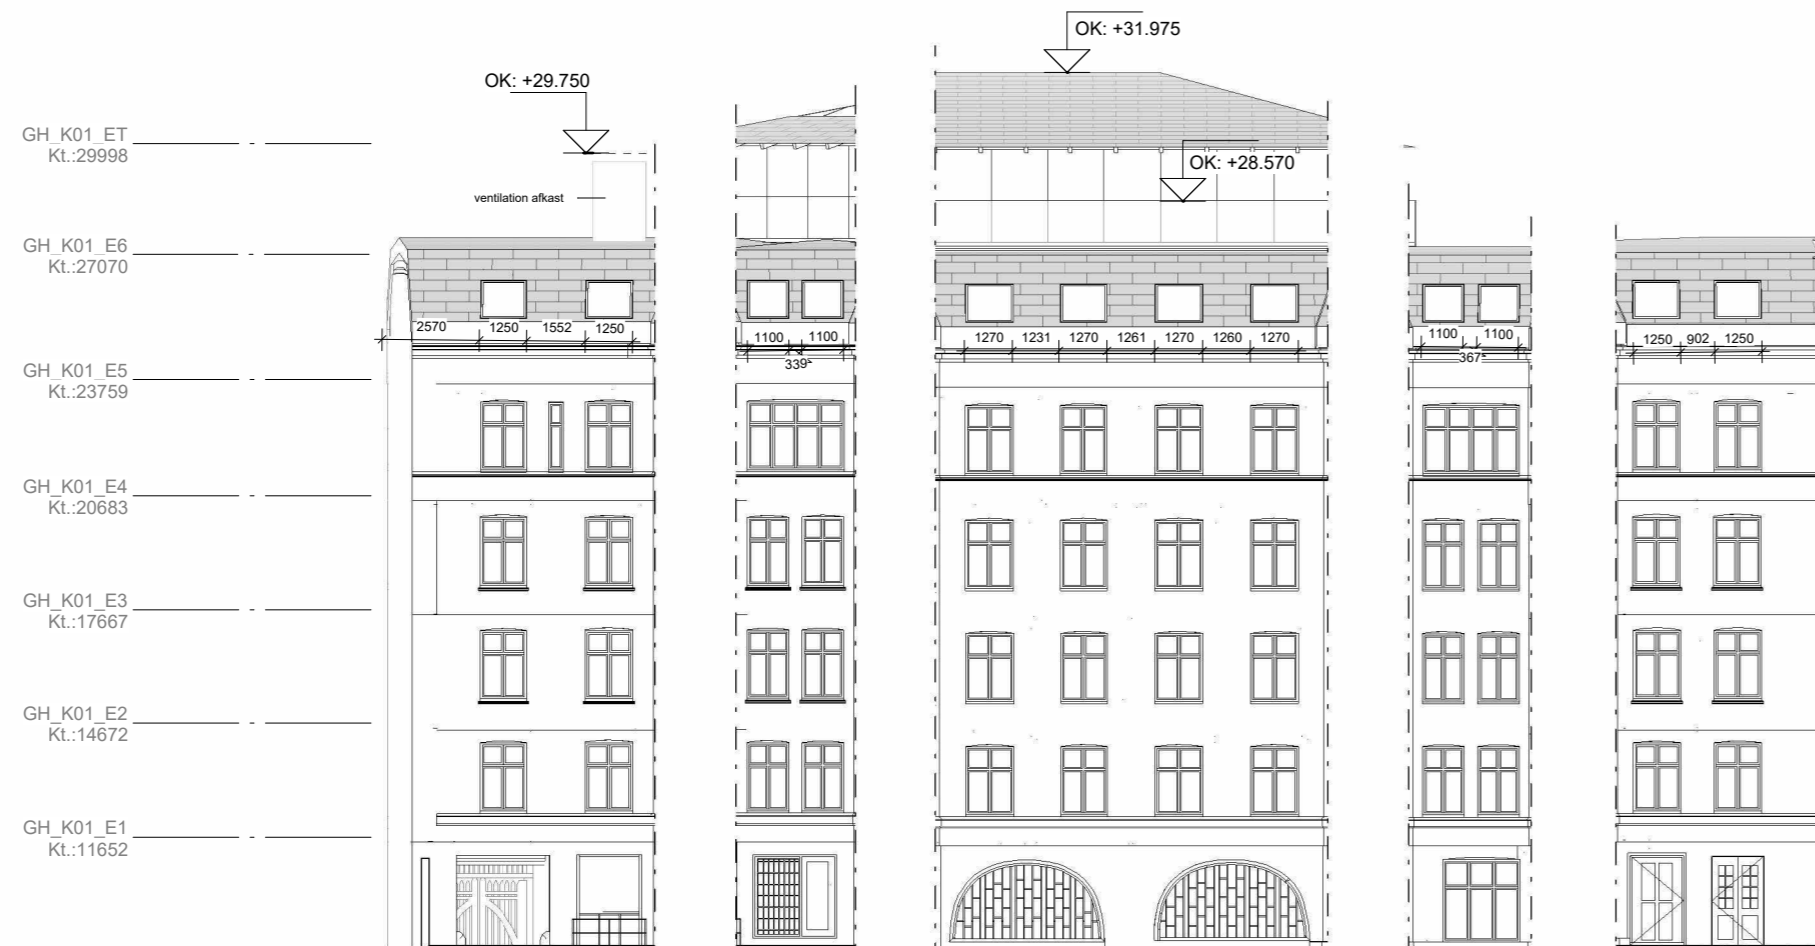 OK: +31.975
OK: +29.750
GH_K01_ET
Kt.:29998
OK: +28.570
ventilation afkast
GH_K01_E6
Kt.:27070
2570 1250 1552 1250
1100 1100
339
1270 1231 1270 1261 1270 1260 1270
1100 1100
367
1250 902 1250
GH_K01_E5
Kt.:23759
GH_K01_E4
Kt.:20683
GH_K01_E3
Kt.:17667
GH_K01_E2
Kt.:14672
GH_K01_E1
Kt.:11652